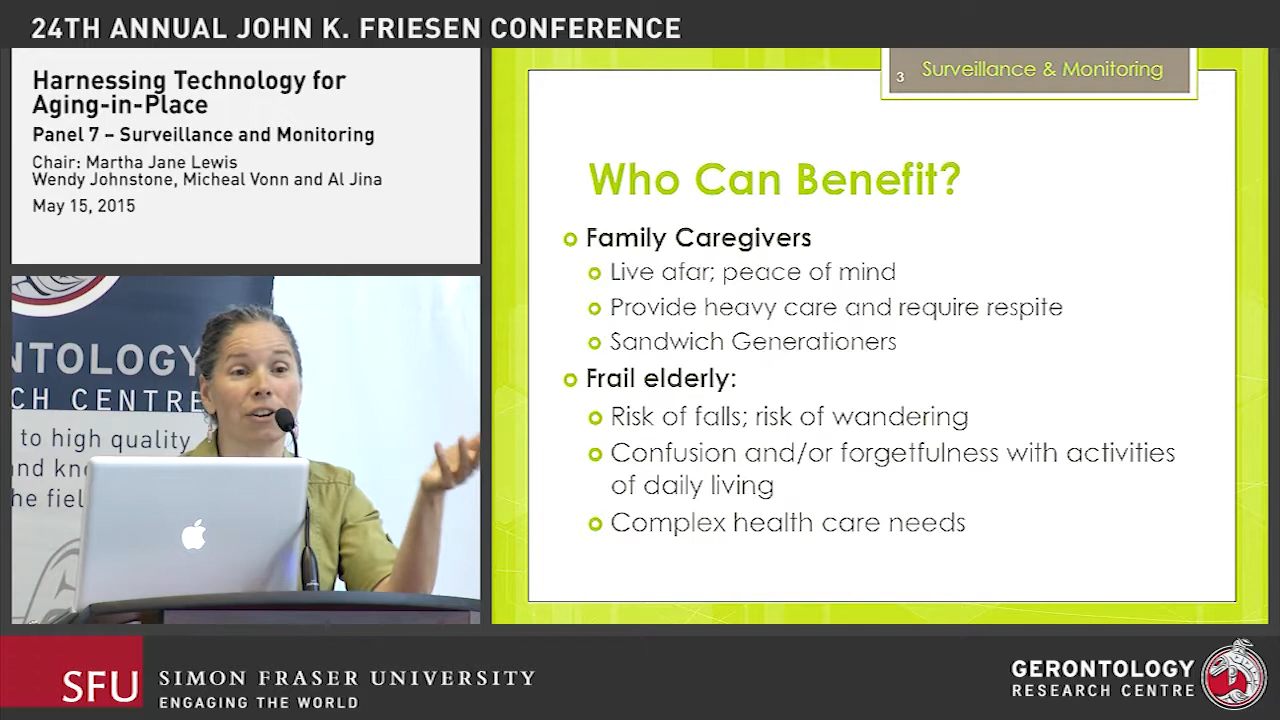 24TH ANNUAL JOHN K. FRIESEN CONFERENCE
Harnessing Technology for
Aging-in-Place
Panel 7 – Surveillance and Monitoring
Chair: Martha Jane Lewis
Wendy Johnstone, Micheal Vonn and Al Jina
May 15, 2015
NTOLOGY
CH CENTRE
to high quality
and kn
he field
3 Surveillance & Monitoring
Who Can Benefit?
Family Caregivers
Live afar; peace of mind
Provide heavy care and require respite
Sandwich Generationers
Frail elderly:
Risk of falls; risk of wandering
Confusion and/or forgetfulness with activities
of daily living
Complex health care needs
SFU
SIMON FRASER UNIVERSITY
ENGAGING THE WORLD
GERONTOLOGY
RESEARCH CENTRE